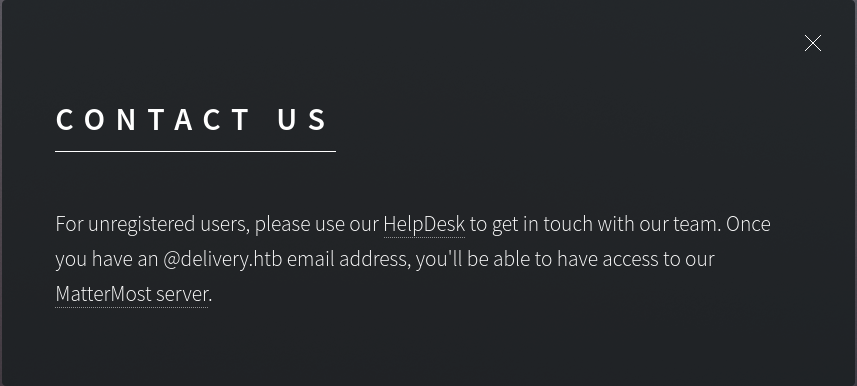 CONTACT US
For unregistered users, please use our HelpDesk to get in touch with our team. Once
you have an @delivery.htb email address, you'll be able to have access to our
MatterMost server.